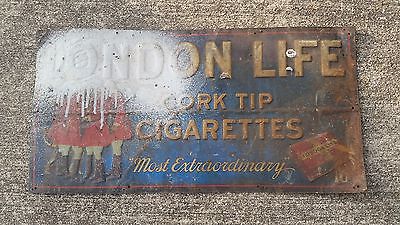 LONDON LIFE
CORK TIP
CIGARETTES
"Most Extraordinary"